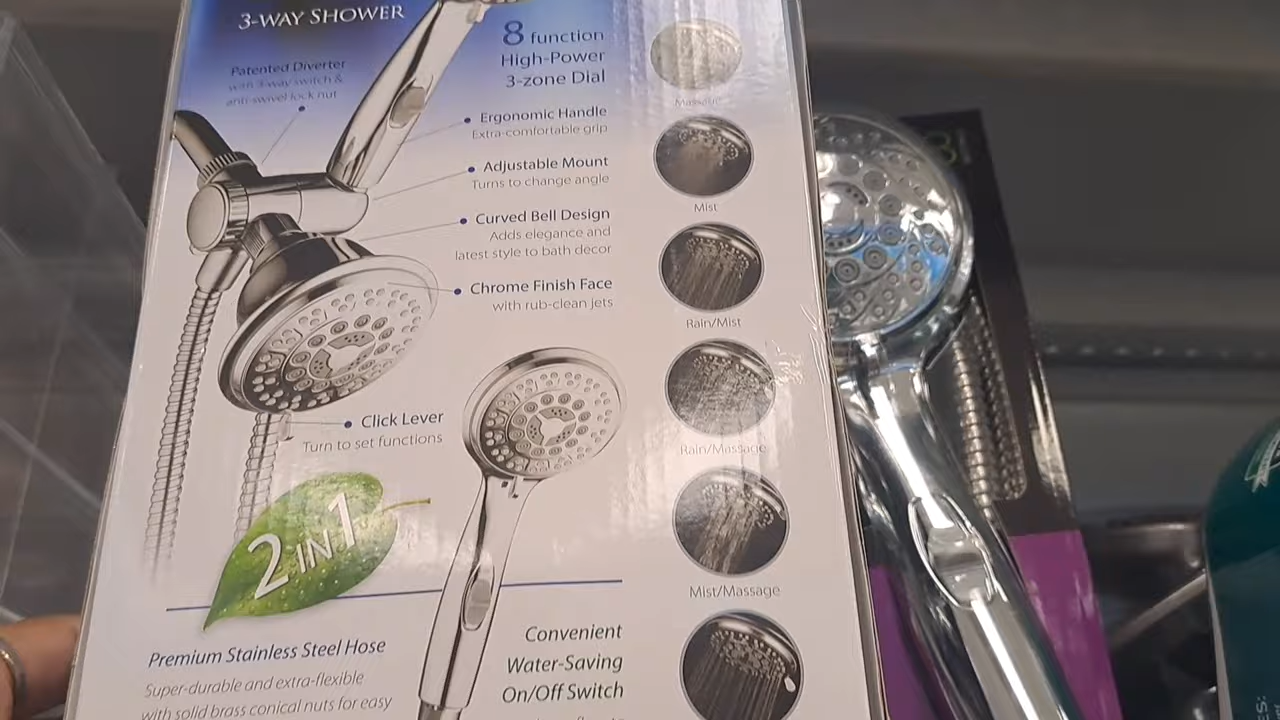 3-WAY SHOWER
Patented Diverter
with 3-way switch &
anti-swivel lock nut
8 function
High-Power
3-zone Dial
Ergonomic Handle
Extra-comfortable grip
Adjustable Mount
Turns to change angle
Curved Bell Design
Adds elegance and
latest style to bath decor
Chrome Finish Face
with rub-clean jets
Click Lever
Turn to set functions
2 IN 1
Premium Stainless Steel Hose
Super-durable and extra-flexible
with solid brass conical nuts for easy
Convenient
Water-Saving
On/Off Switch
Massage
Mist
Rain/Mist
Rain/Massage
Mist/Massage